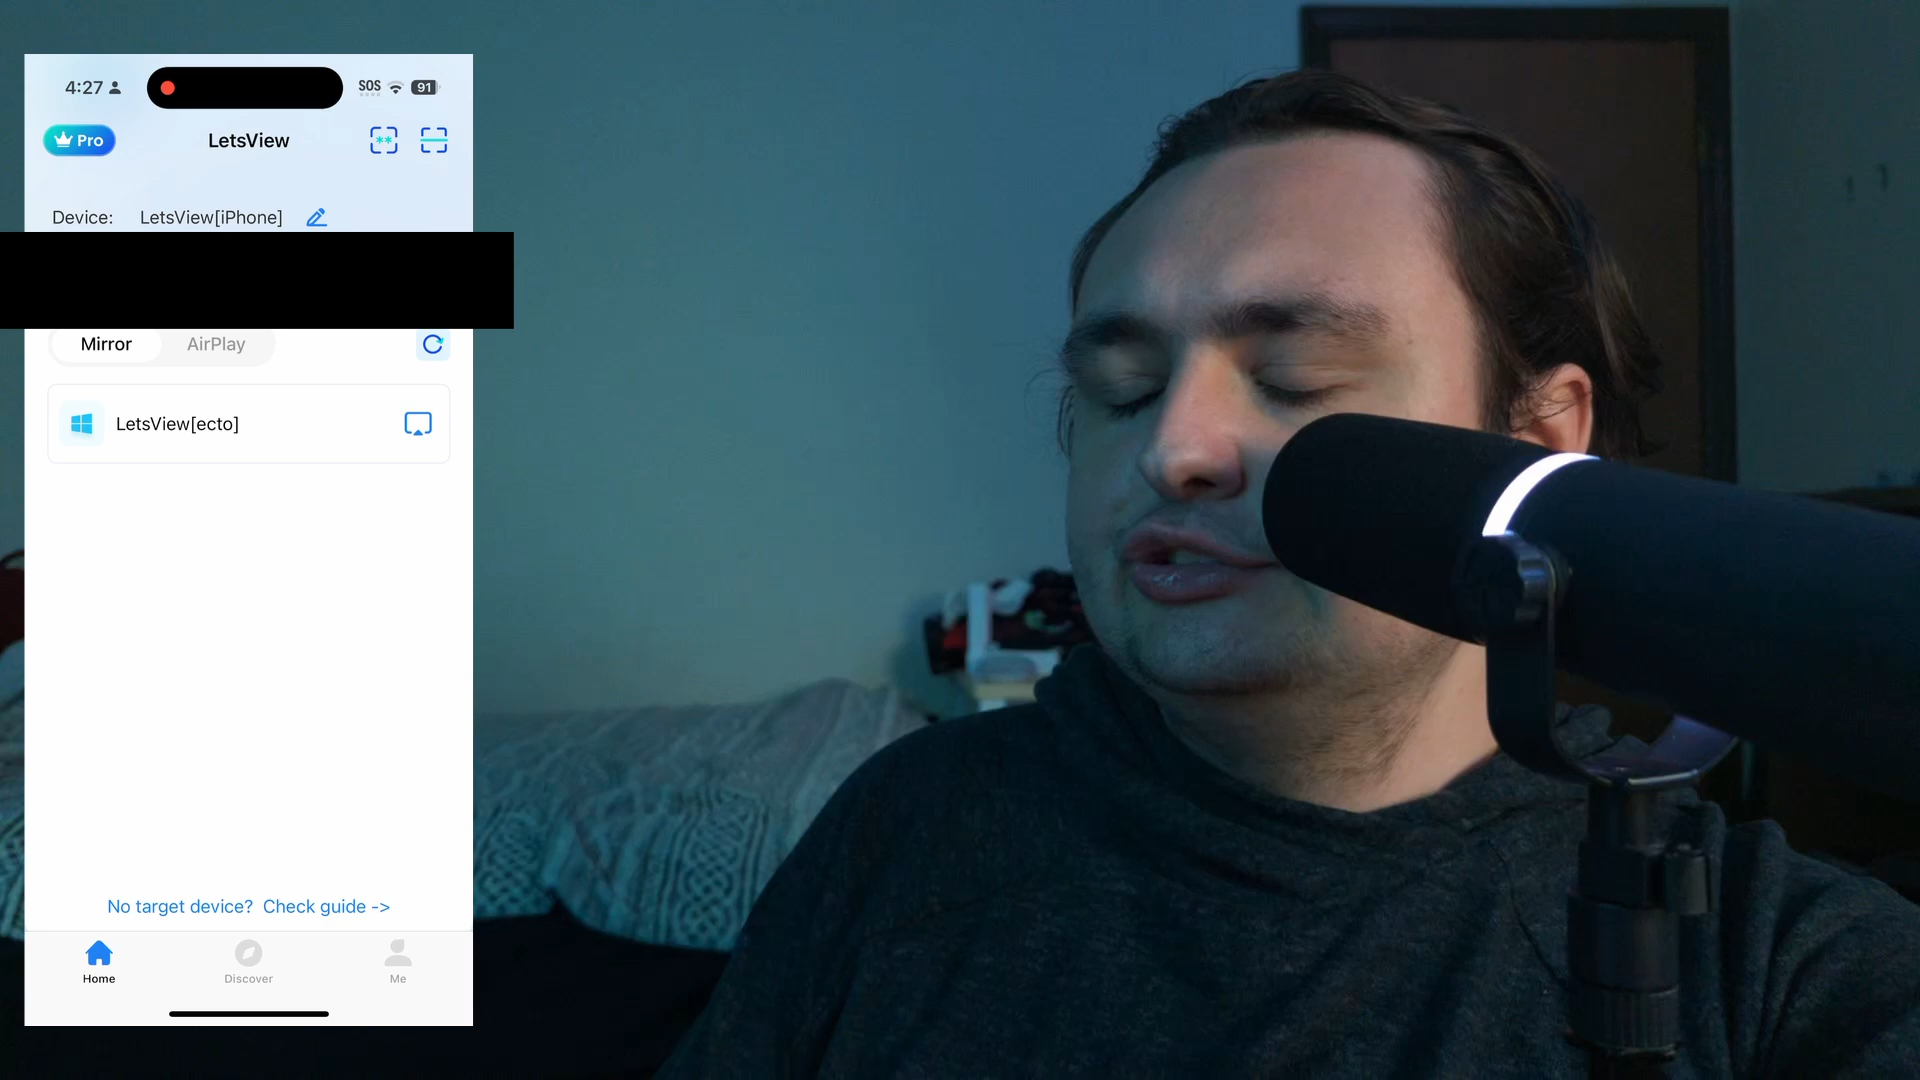 4:27
SOS
91
Pro
LetsView
**
Device: LetsView[iPhone]
Mirror
AirPlay
LetsView[ecto]
No target device? Check guide ->
Home
Discover
Me